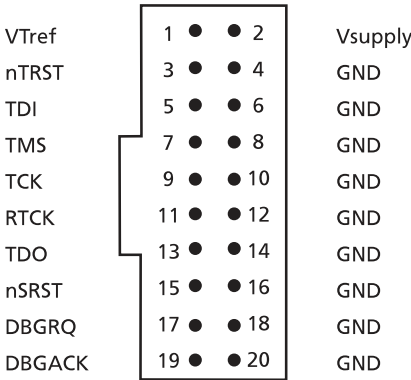 VTref 1 2 Vsupply
nTRST 3 4 GND
TDI 5 6 GND
TMS 7 8 GND
TCK 9 10 GND
RTCK 11 12 GND
TDO 13 14 GND
nSRST 15 16 GND
DBGRQ 17 18 GND
DBGACK 19 20 GND